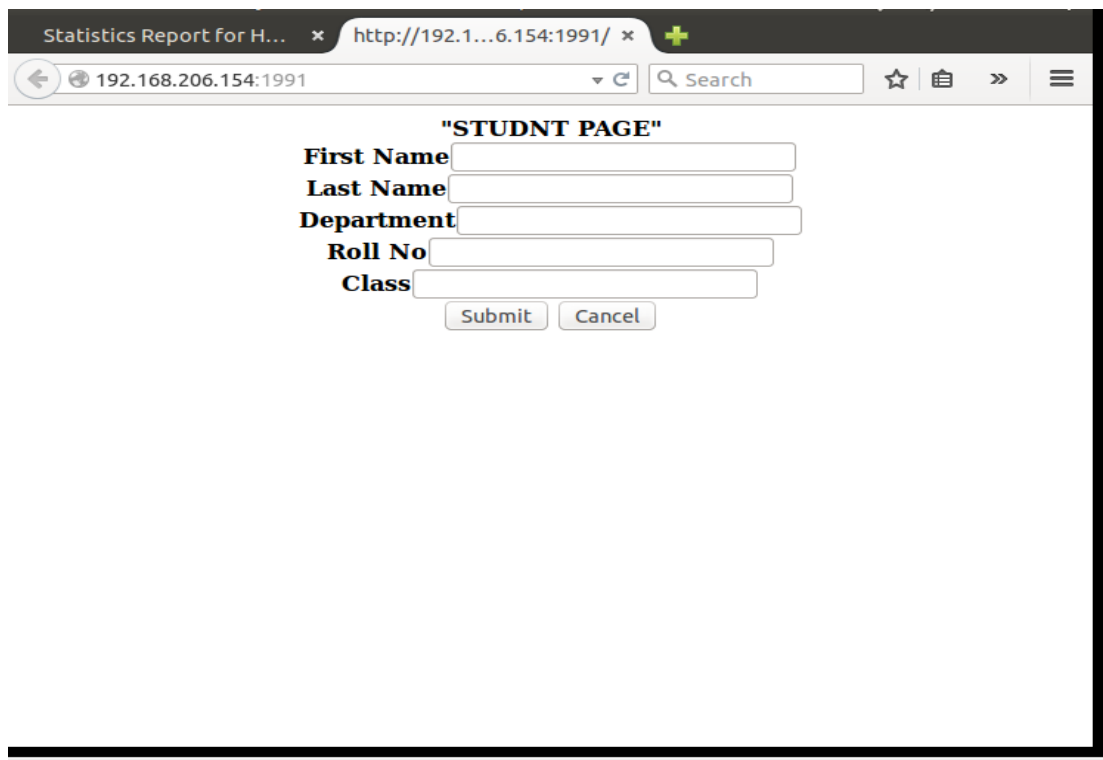 Statistics Report for H... × http://192.1...6.154:1991/ ×
192.168.206.154:1991 Search
"STUDNT PAGE"
First Name
Last Name
Department
Roll No
Class
Submit Cancel